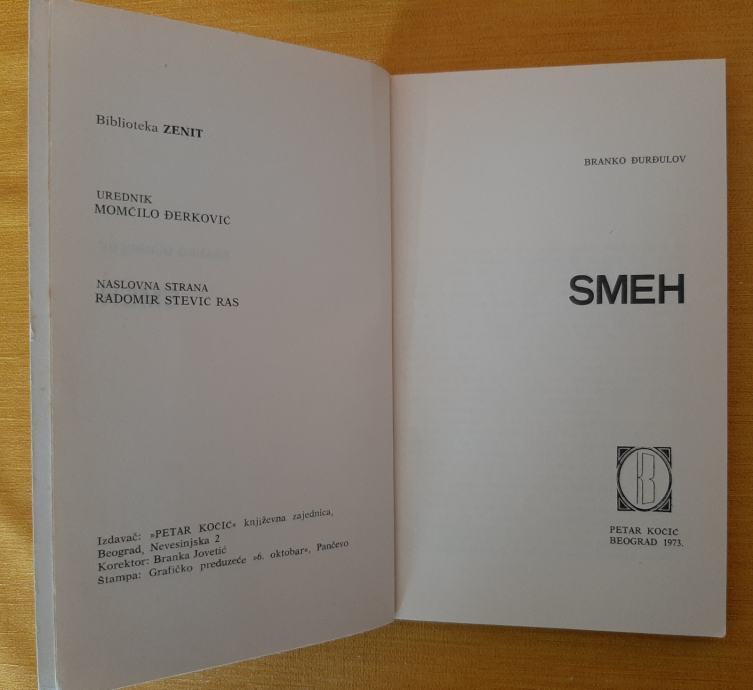 Biblioteka ZENIT
UREDNIK
MOMČILO ĐERKOVIĆ
NASLOVNA STRANA
RADOMIR STEVIĆ RAS
Izdavač: »PETAR KOČIĆ« književna zajednica,
Beograd, Nevesinjska 2
Korektor: Branka Jovetić
Štampa: Grafičko preduzeće »6. oktobar«, Pančevo
BRANKO ĐURĐULOV
SMEH
PETAR KOČIĆ
BEOGRAD 1973.